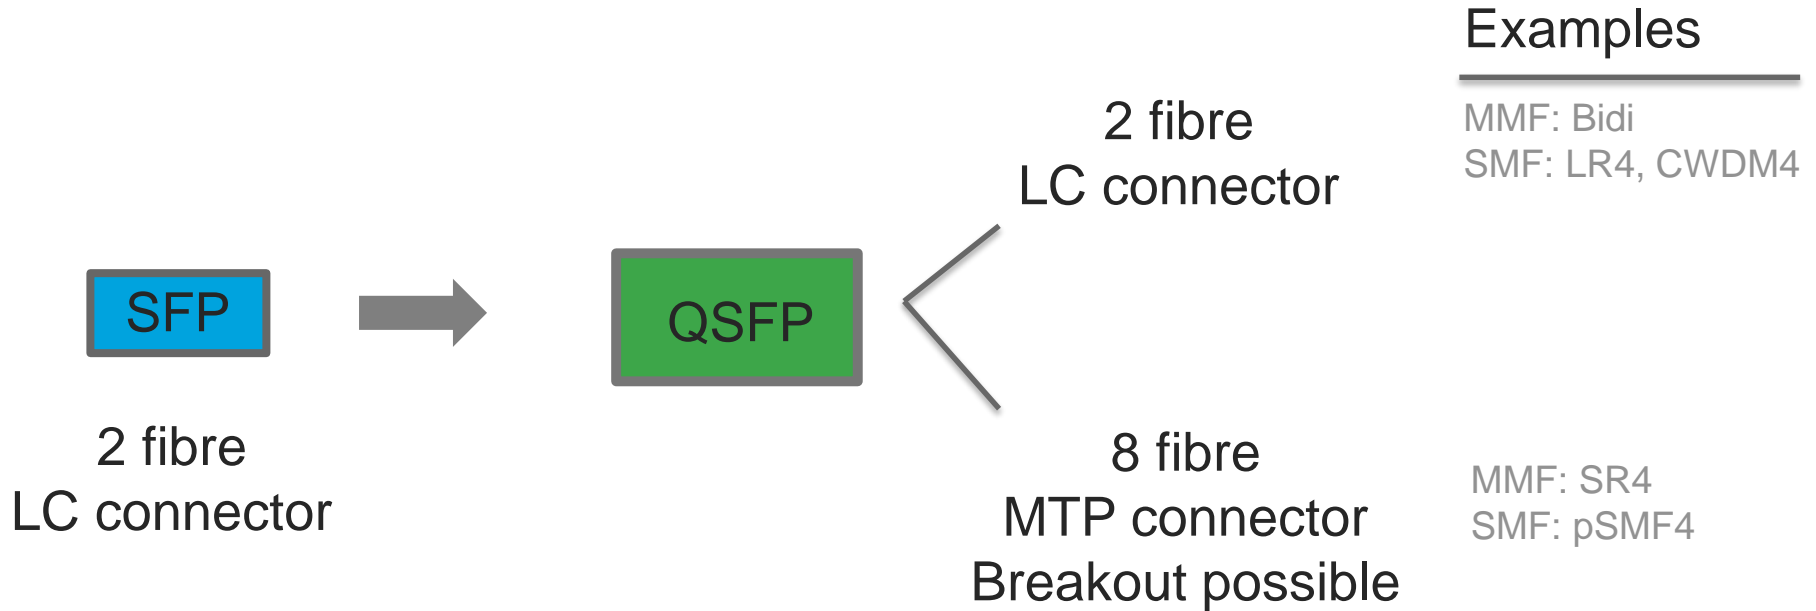 Examples
2 fibre
LC connector
MMF: Bidi
SMF: LR4, CWDM4
SFP
QSFP
2 fibre
LC connector
8 fibre
MTP connector
Breakout possible
MMF: SR4
SMF: pSMF4